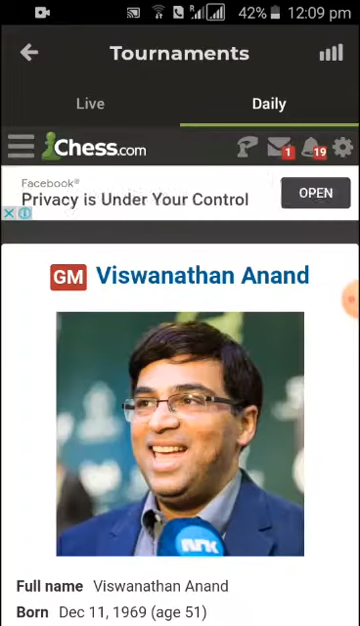 42% 12:09 pm
Tournaments
Live Daily
Chess.com 1 19
Facebook®
Privacy is Under Your Control OPEN
GM Viswanathan Anand
NRK
Full name Viswanathan Anand
Born Dec 11, 1969 (age 51)